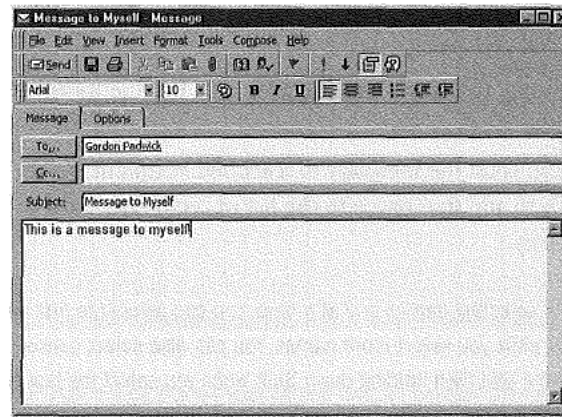 Message to Myself - Message
File Edit View Insert Format Tools Compose Help
Send
Arial 10 B I U
Message Options
To... Gordon Padwick
Cc...
Subject: Message to Myself
This is a message to myself